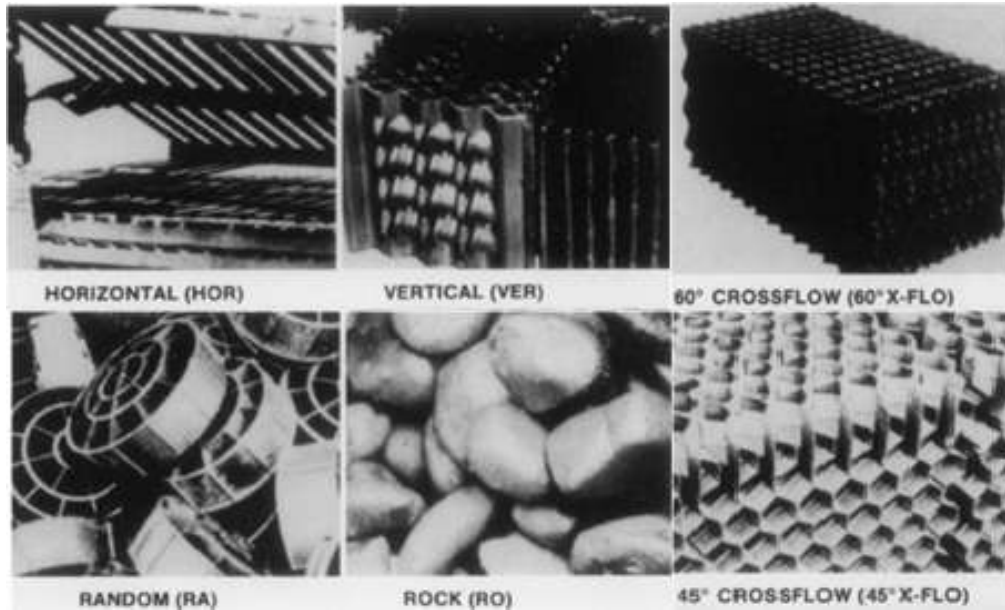 HORIZONTAL (HOR)
VERTICAL (VER)
60° CROSSFLOW (60°X-FLO)
RANDOM (RA)
ROCK (RO)
45° CROSSFLOW (45°X-FLO)